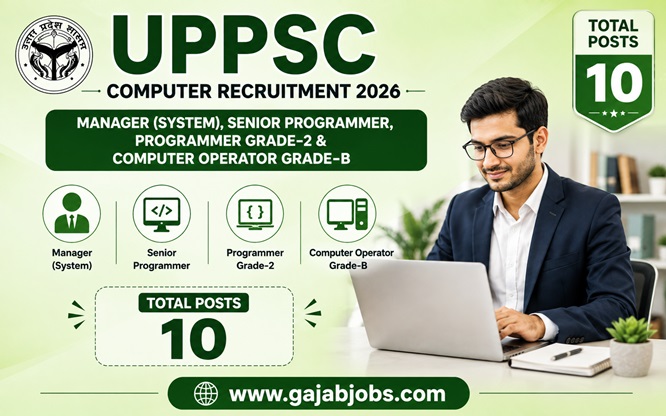 उत्तर प्रदेश शासन
UPPSC
COMPUTER RECRUITMENT 2026
TOTAL
POSTS
10
MANAGER (SYSTEM), SENIOR PROGRAMMER,
PROGRAMMER GRADE-2 &
COMPUTER OPERATOR GRADE-B
Manager
(System)
</>
Senior
Programmer
{ }
Programmer
Grade-2
Computer Operator
Grade-B
TOTAL POSTS
10
www.gajabjobs.com